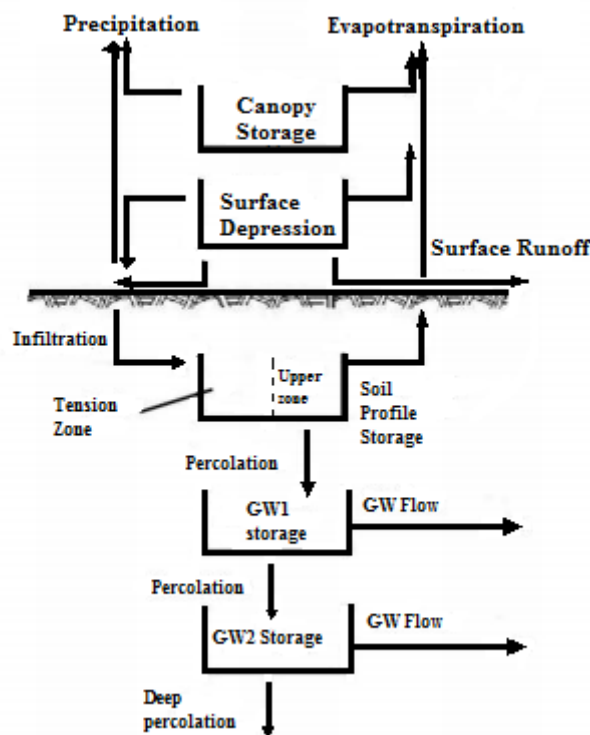 Precipitation
Evapotranspiration
Canopy
Storage
Surface
Depression
Surface Runoff
Infiltration
Upper
zone
Tension
Zone
Soil
Profile
Storage
Percolation
GW1
storage
GW Flow
Percolation
GW2 Storage
GW Flow
Deep
percolation